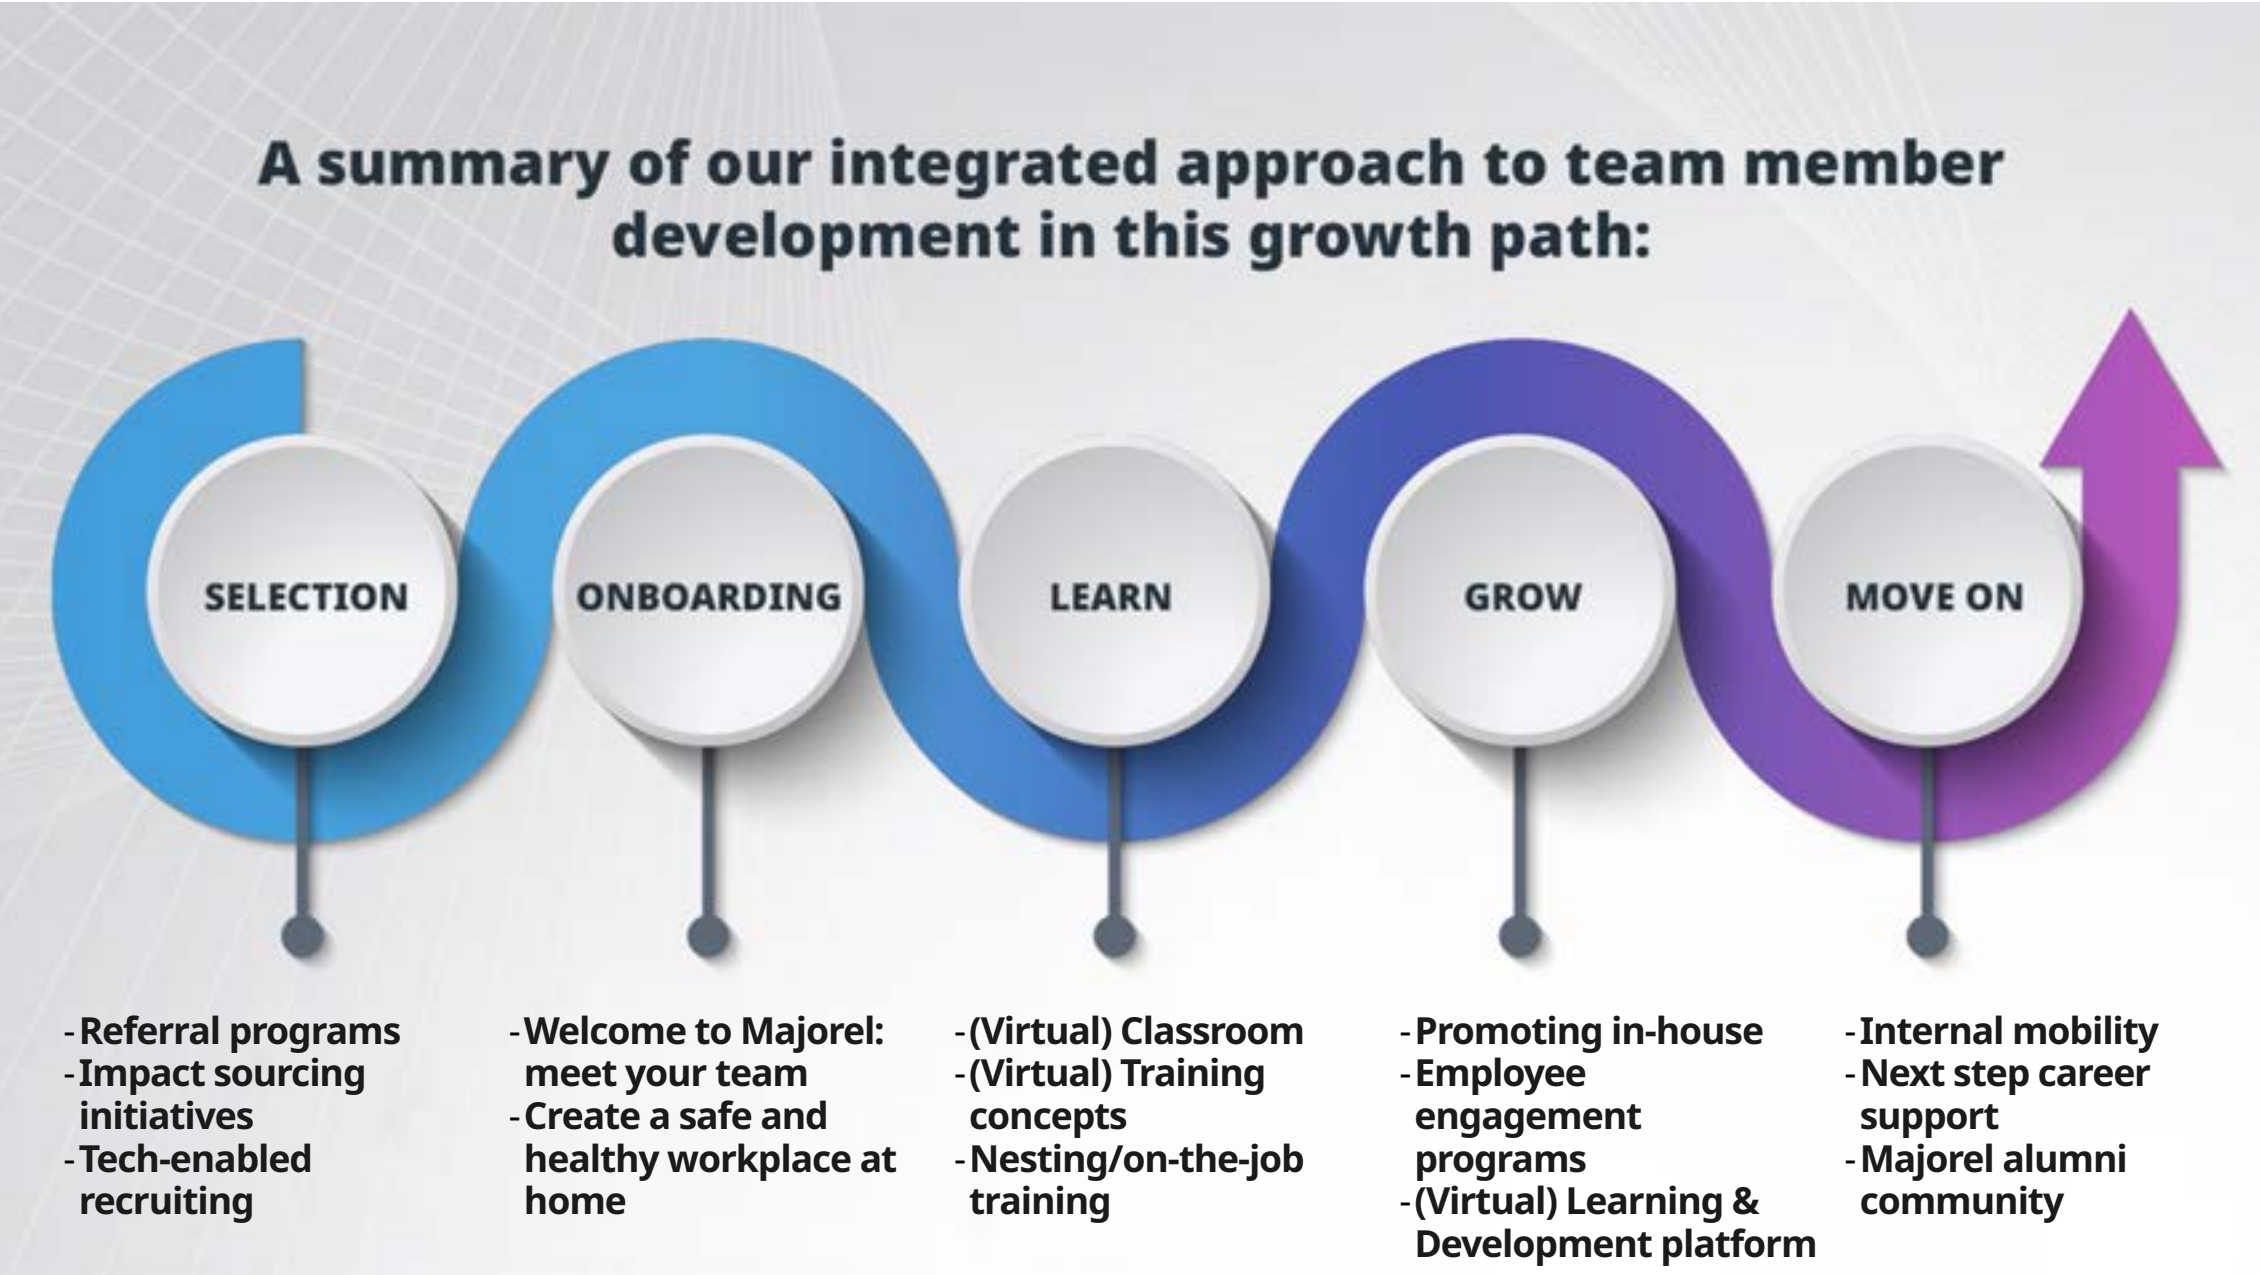 A summary of our integrated approach to team member
development in this growth path:
SELECTION
ONBOARDING
LEARN
GROW
MOVE ON
-Referral programs
-Impact sourcing
initiatives
-Tech-enabled
recruiting
-Welcome to Majorel:
meet your team
-Create a safe and
healthy workplace at
home
-(Virtual) Classroom
-(Virtual) Training
concepts
-Nesting/on-the-job
training
-Promoting in-house
-Employee
engagement
programs
-(Virtual) Learning &
Development platform
-Internal mobility
-Next step career
support
-Majorel alumni
community